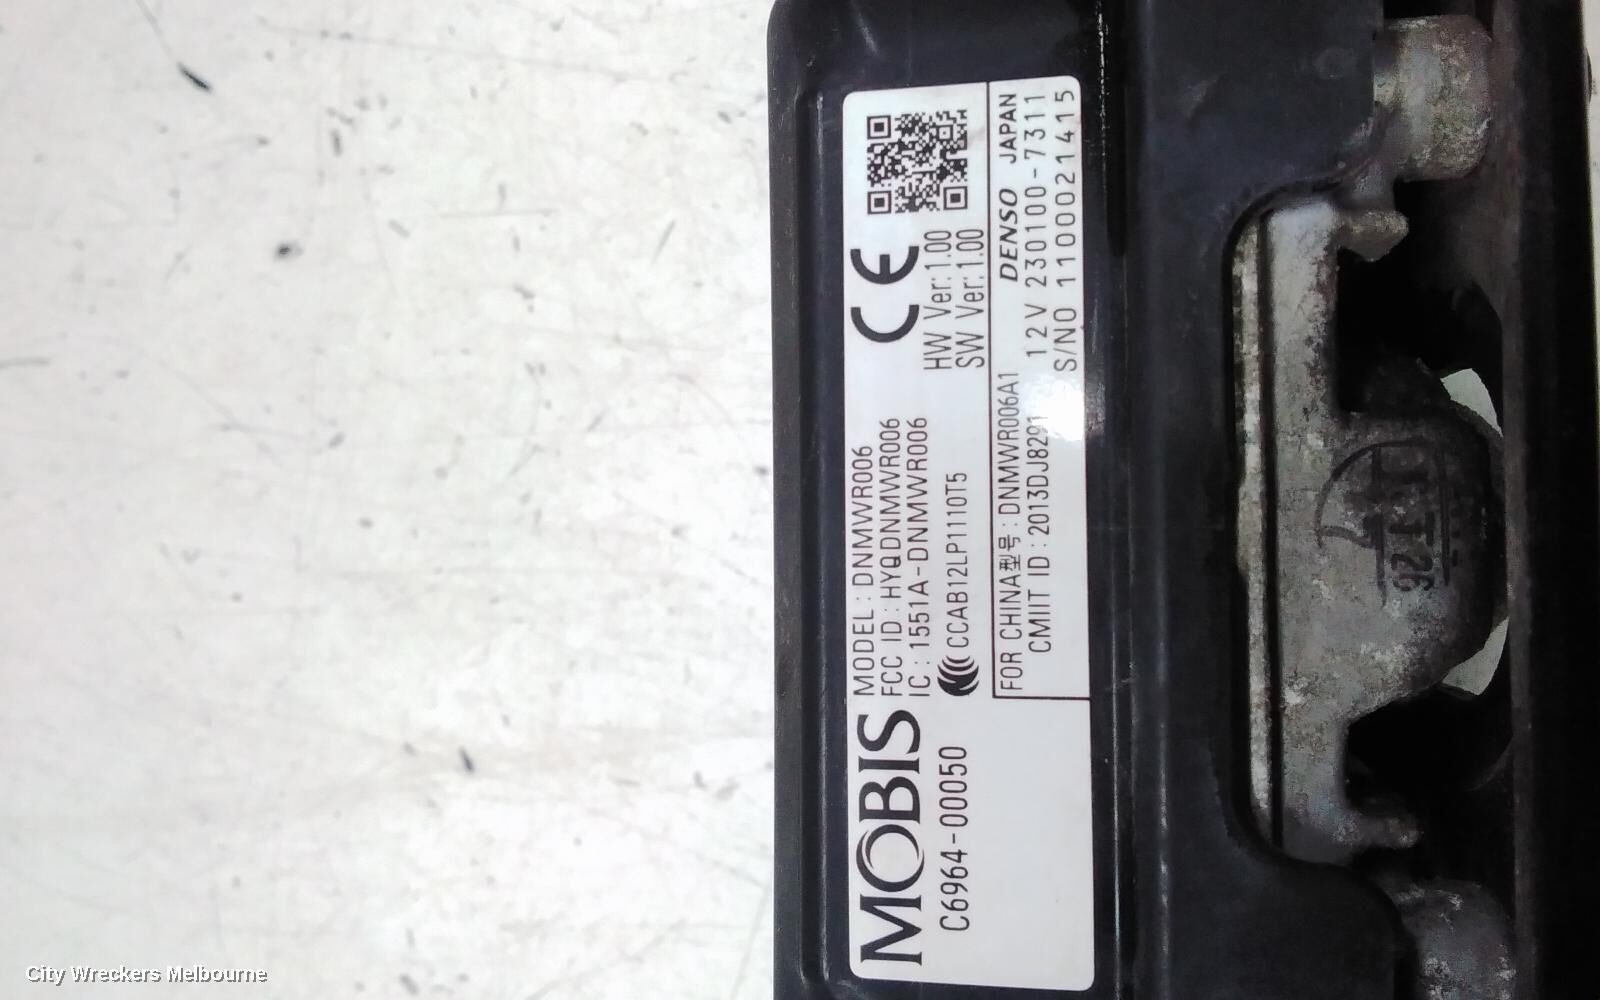 MOBIS
C6964-00050
MODEL : DNMWR006
FCC ID : HYQDNMWR006
IC : 1551A-DNMWR006
CCAB12LP1110T5
CE
HW Ver: 1.00
SW Ver: 1.00
FOR CHINA型号 : DNMWR006A1
CMIIT ID : 2013DJ8291
DENSO JAPAN
12V 230100-7311
S/NO 1100021415
City Wreckers Melbourne